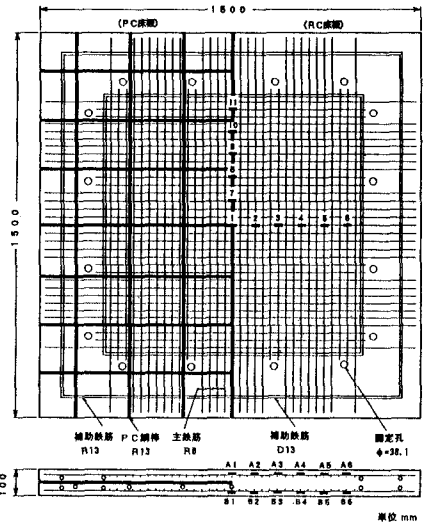 1500
(PC床版) (RC床版)
1500
11
10
9
8
7
1 2 3 4 5 6
補助鉄筋 R13
PC鋼棒 R13
主鉄筋 R6
補助鉄筋 D13
固定孔 φ=38.1
A1 A2 A3 A4 A5 A6
100
B1 B2 B3 B4 B5 B6
単位 mm